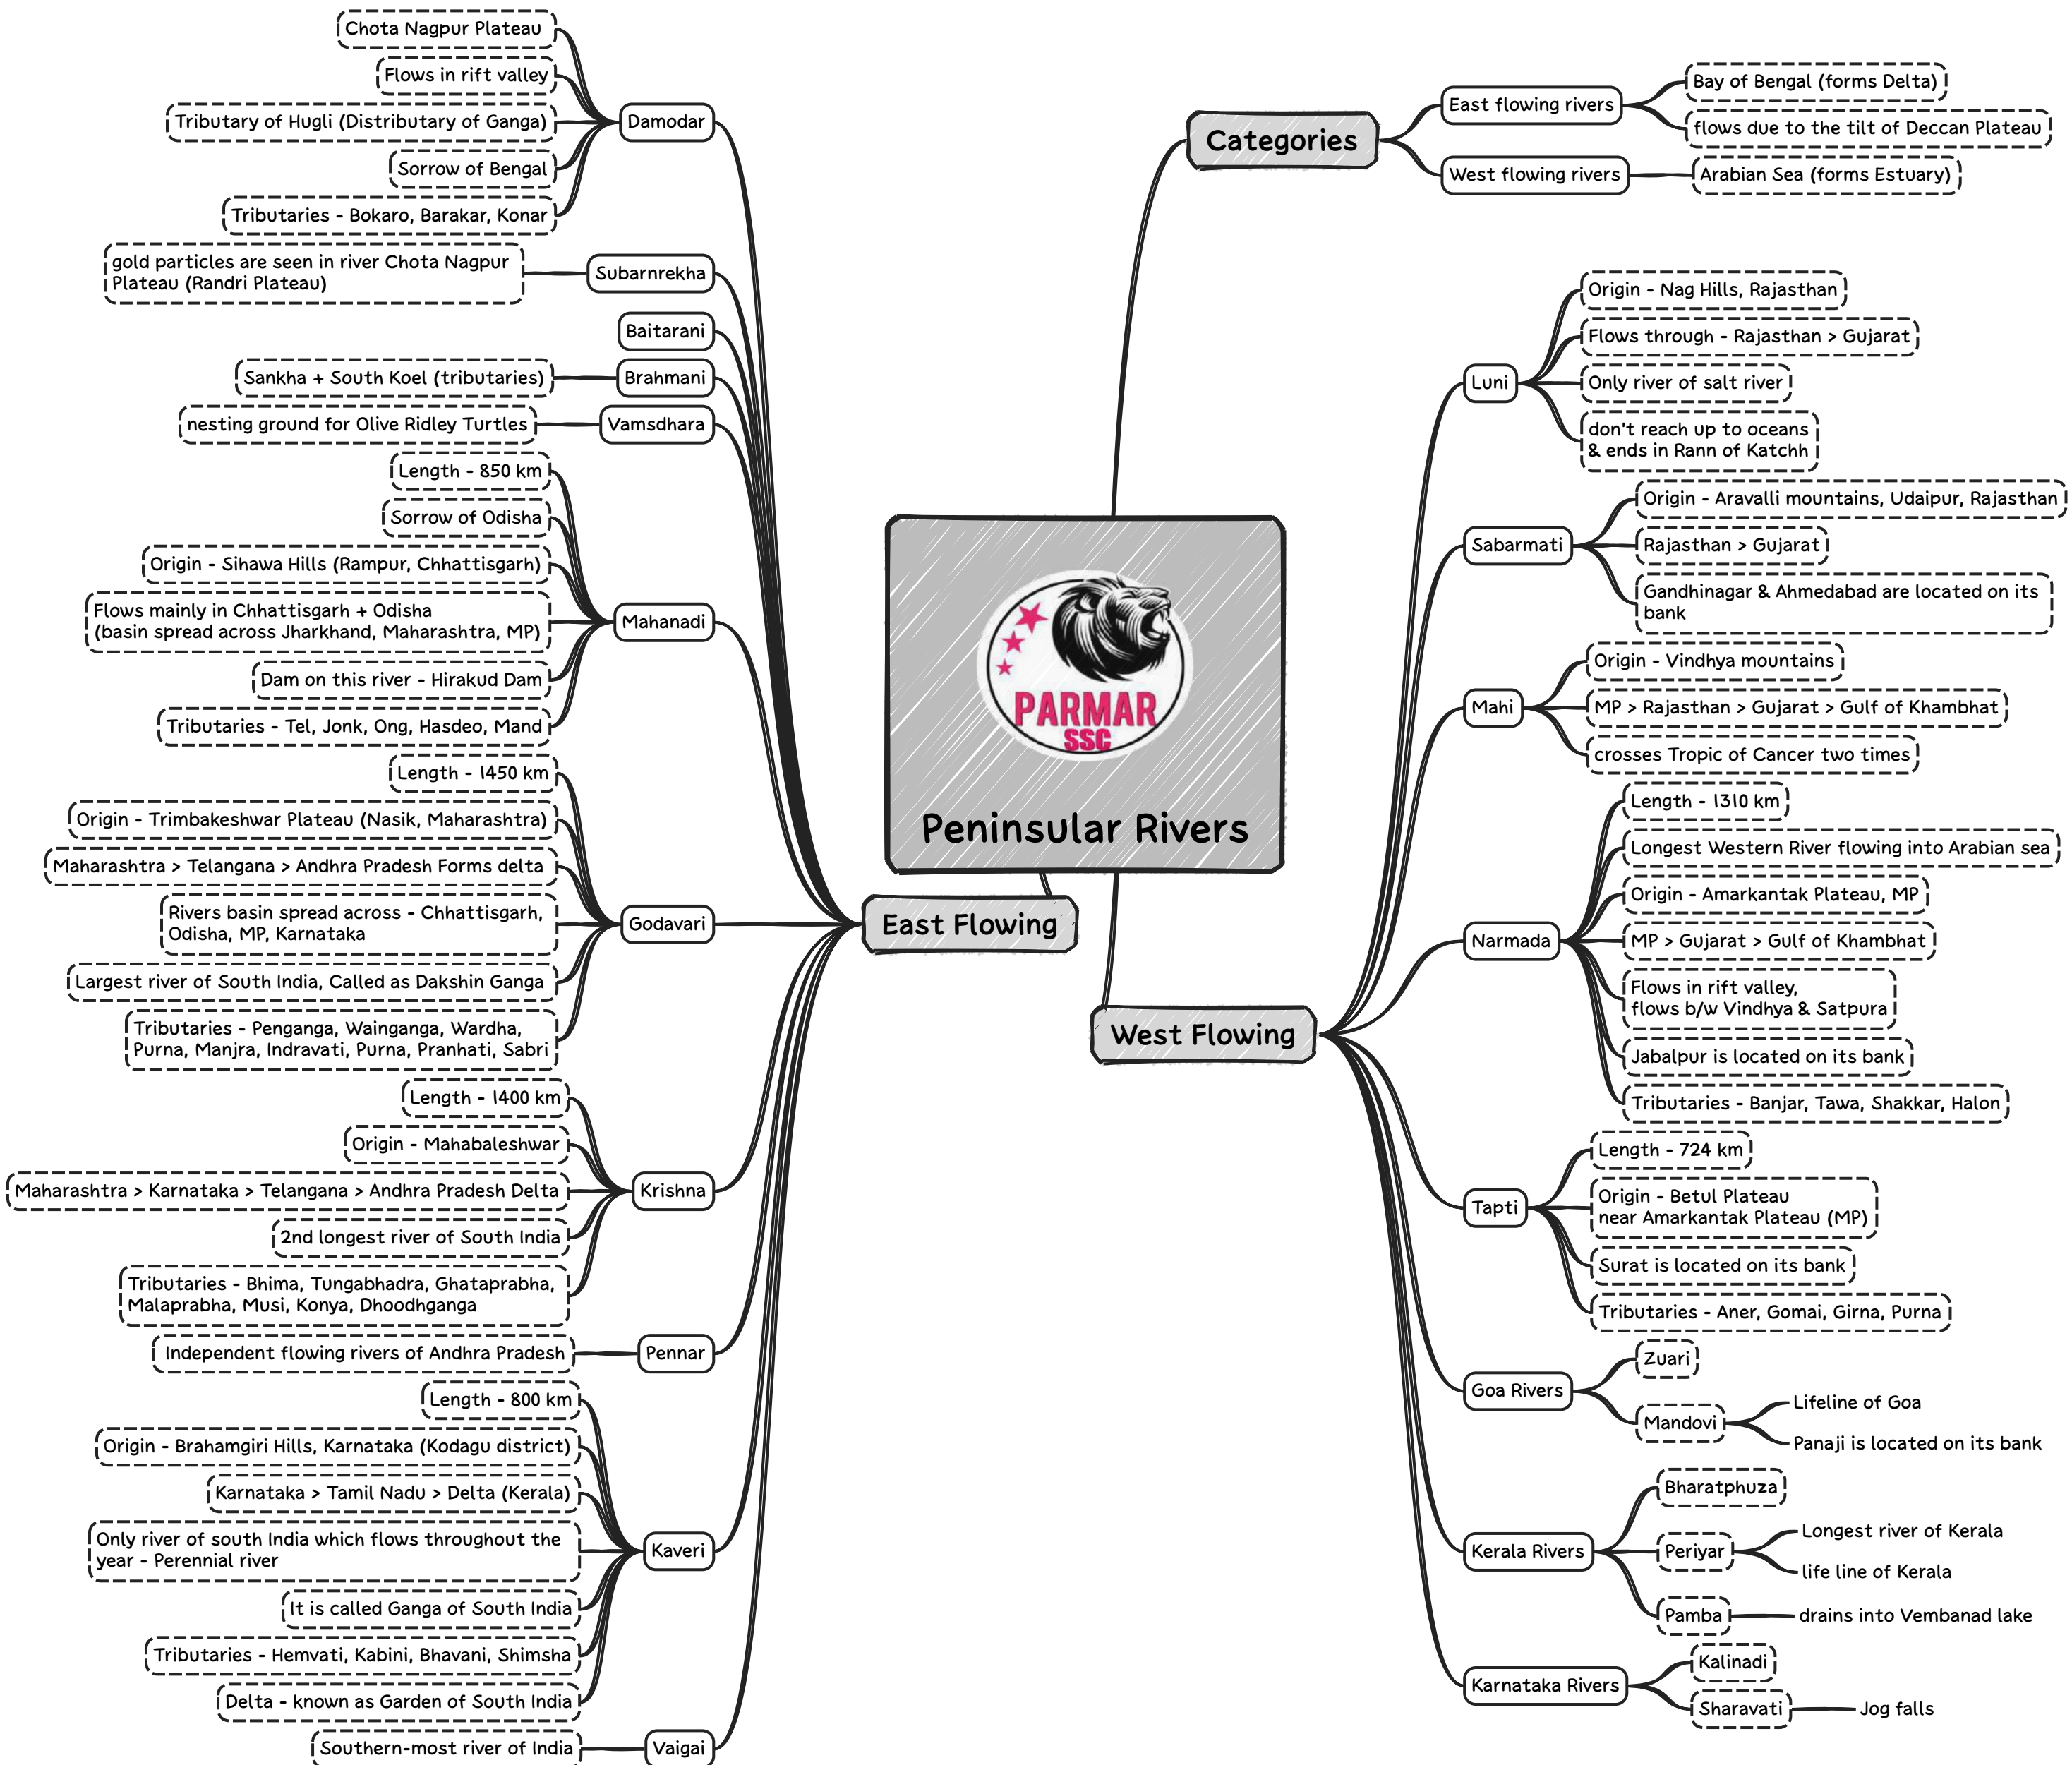 PARMAR
SSC
Peninsular Rivers
Categories
East flowing rivers
Bay of Bengal (forms Delta)
flows due to the tilt of Deccan Plateau
West flowing rivers
Arabian Sea (forms Estuary)
East Flowing
Damodar
Chota Nagpur Plateau
Flows in rift valley
Tributary of Hugli (Distributary of Ganga)
Sorrow of Bengal
Tributaries - Bokaro, Barakar, Konar
Subarnrekha
gold particles are seen in river Chota Nagpur
Plateau (Randri Plateau)
Baitarani
Brahmani
Sankha + South Koel (tributaries)
Vamsdhara
nesting ground for Olive Ridley Turtles
Mahanadi
Length - 850 km
Sorrow of Odisha
Origin - Sihawa Hills (Rampur, Chhattisgarh)
Flows mainly in Chhattisgarh + Odisha
(basin spread across Jharkhand, Maharashtra, MP)
Dam on this river - Hirakud Dam
Tributaries - Tel, Jonk, Ong, Hasdeo, Mand
Godavari
Length - 1450 km
Origin - Trimbakeshwar Plateau (Nasik, Maharashtra)
Maharashtra > Telangana > Andhra Pradesh Forms delta
Rivers basin spread across - Chhattisgarh,
Odisha, MP, Karnataka
Largest river of South India, Called as Dakshin Ganga
Tributaries - Penganga, Wainganga, Wardha,
Purna, Manjra, Indravati, Purna, Pranhati, Sabri
Krishna
Length - 1400 km
Origin - Mahabaleshwar
Maharashtra > Karnataka > Telangana > Andhra Pradesh Delta
2nd longest river of South India
Tributaries - Bhima, Tungabhadra, Ghataprabha,
Malaprabha, Musi, Konya, Dhoodhganga
Pennar
Independent flowing rivers of Andhra Pradesh
Kaveri
Length - 800 km
Origin - Brahamgiri Hills, Karnataka (Kodagu district)
Karnataka > Tamil Nadu > Delta (Kerala)
Only river of south India which flows throughout the
year - Perennial river
It is called Ganga of South India
Tributaries - Hemvati, Kabini, Bhavani, Shimsha
Delta - known as Garden of South India
Vaigai
Southern-most river of India
West Flowing
Luni
Origin - Nag Hills, Rajasthan
Flows through - Rajasthan > Gujarat
Only river of salt river
don't reach up to oceans
& ends in Rann of Katchh
Sabarmati
Origin - Aravalli mountains, Udaipur, Rajasthan
Rajasthan > Gujarat
Gandhinagar & Ahmedabad are located on its
bank
Mahi
Origin - Vindhya mountains
MP > Rajasthan > Gujarat > Gulf of Khambhat
crosses Tropic of Cancer two times
Narmada
Length - 1310 km
Longest Western River flowing into Arabian sea
Origin - Amarkantak Plateau, MP
MP > Gujarat > Gulf of Khambhat
Flows in rift valley,
flows b/w Vindhya & Satpura
Jabalpur is located on its bank
Tributaries - Banjar, Tawa, Shakkar, Halon
Tapti
Length - 724 km
Origin - Betul Plateau
near Amarkantak Plateau (MP)
Surat is located on its bank
Tributaries - Aner, Gomai, Girna, Purna
Goa Rivers
Zuari
Mandovi
Lifeline of Goa
Panaji is located on its bank
Kerala Rivers
Bharatphuza
Periyar
Longest river of Kerala
life line of Kerala
Pamba
drains into Vembanad lake
Karnataka Rivers
Kalinadi
Sharavati
Jog falls